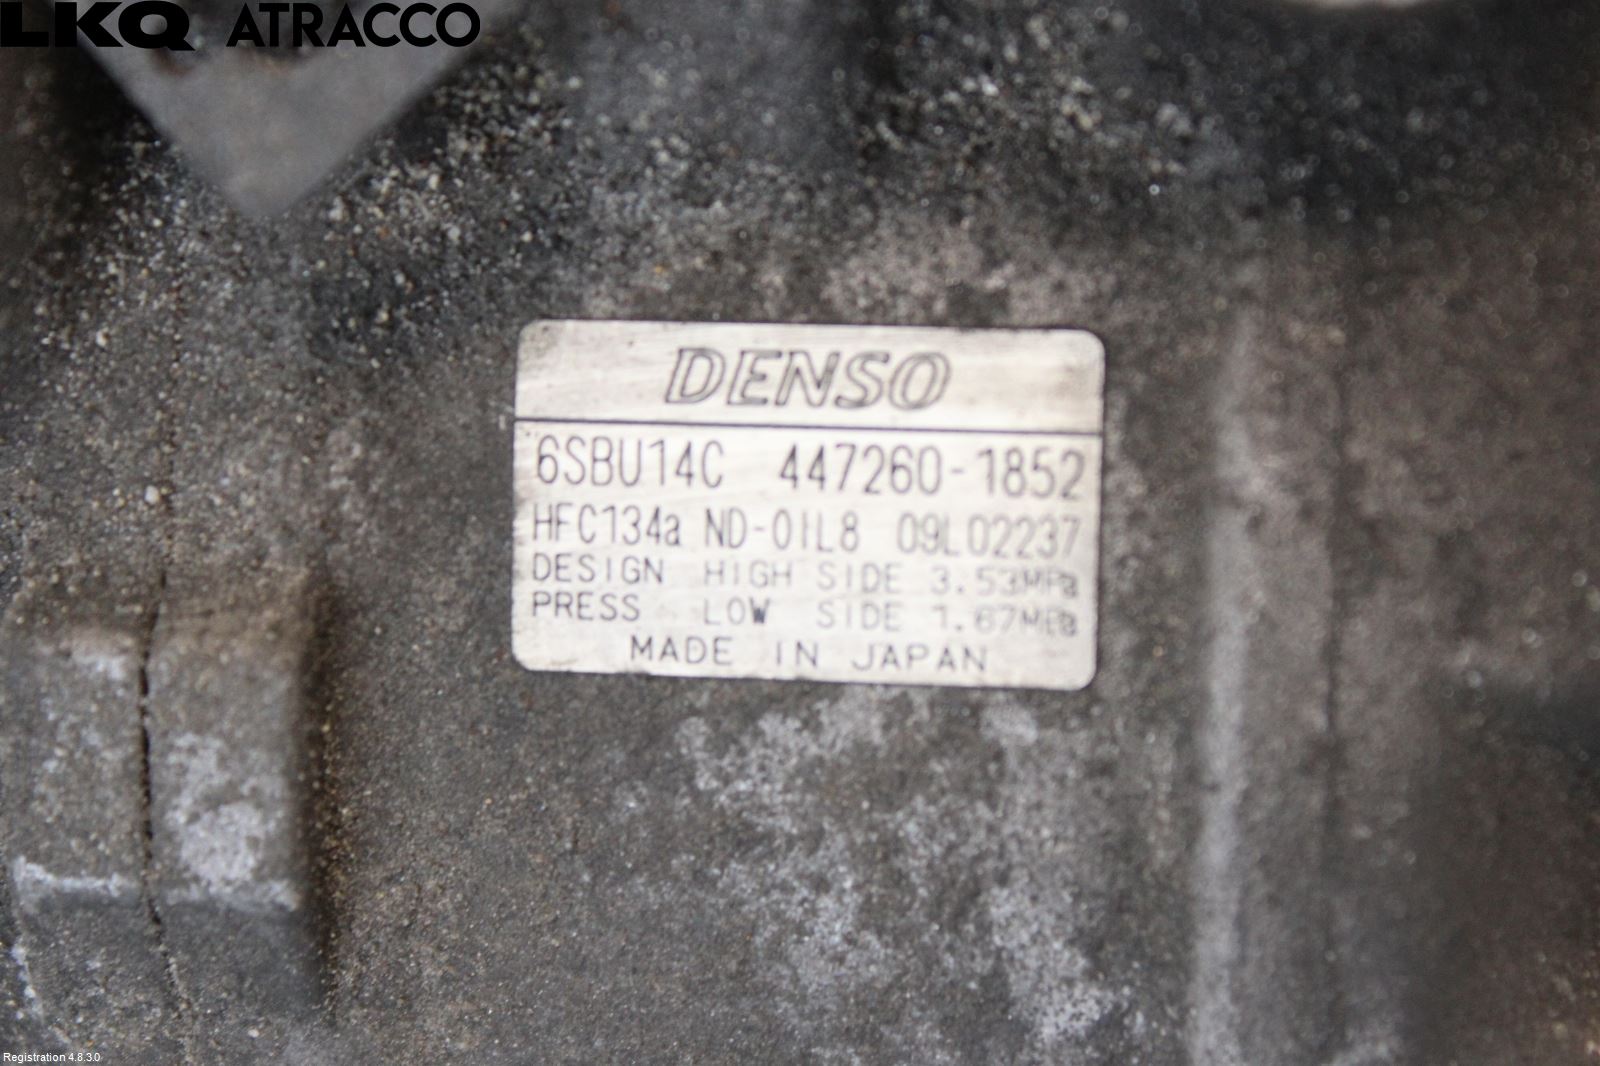 LKQ ATRACCO
DENSO
6SBU14C 447260-1852
HFC134a ND-OIL8 09L02237
DESIGN HIGH SIDE 3.53MPa
PRESS LOW SIDE 1.67MPa
MADE IN JAPAN
Registration 4.8.3.0